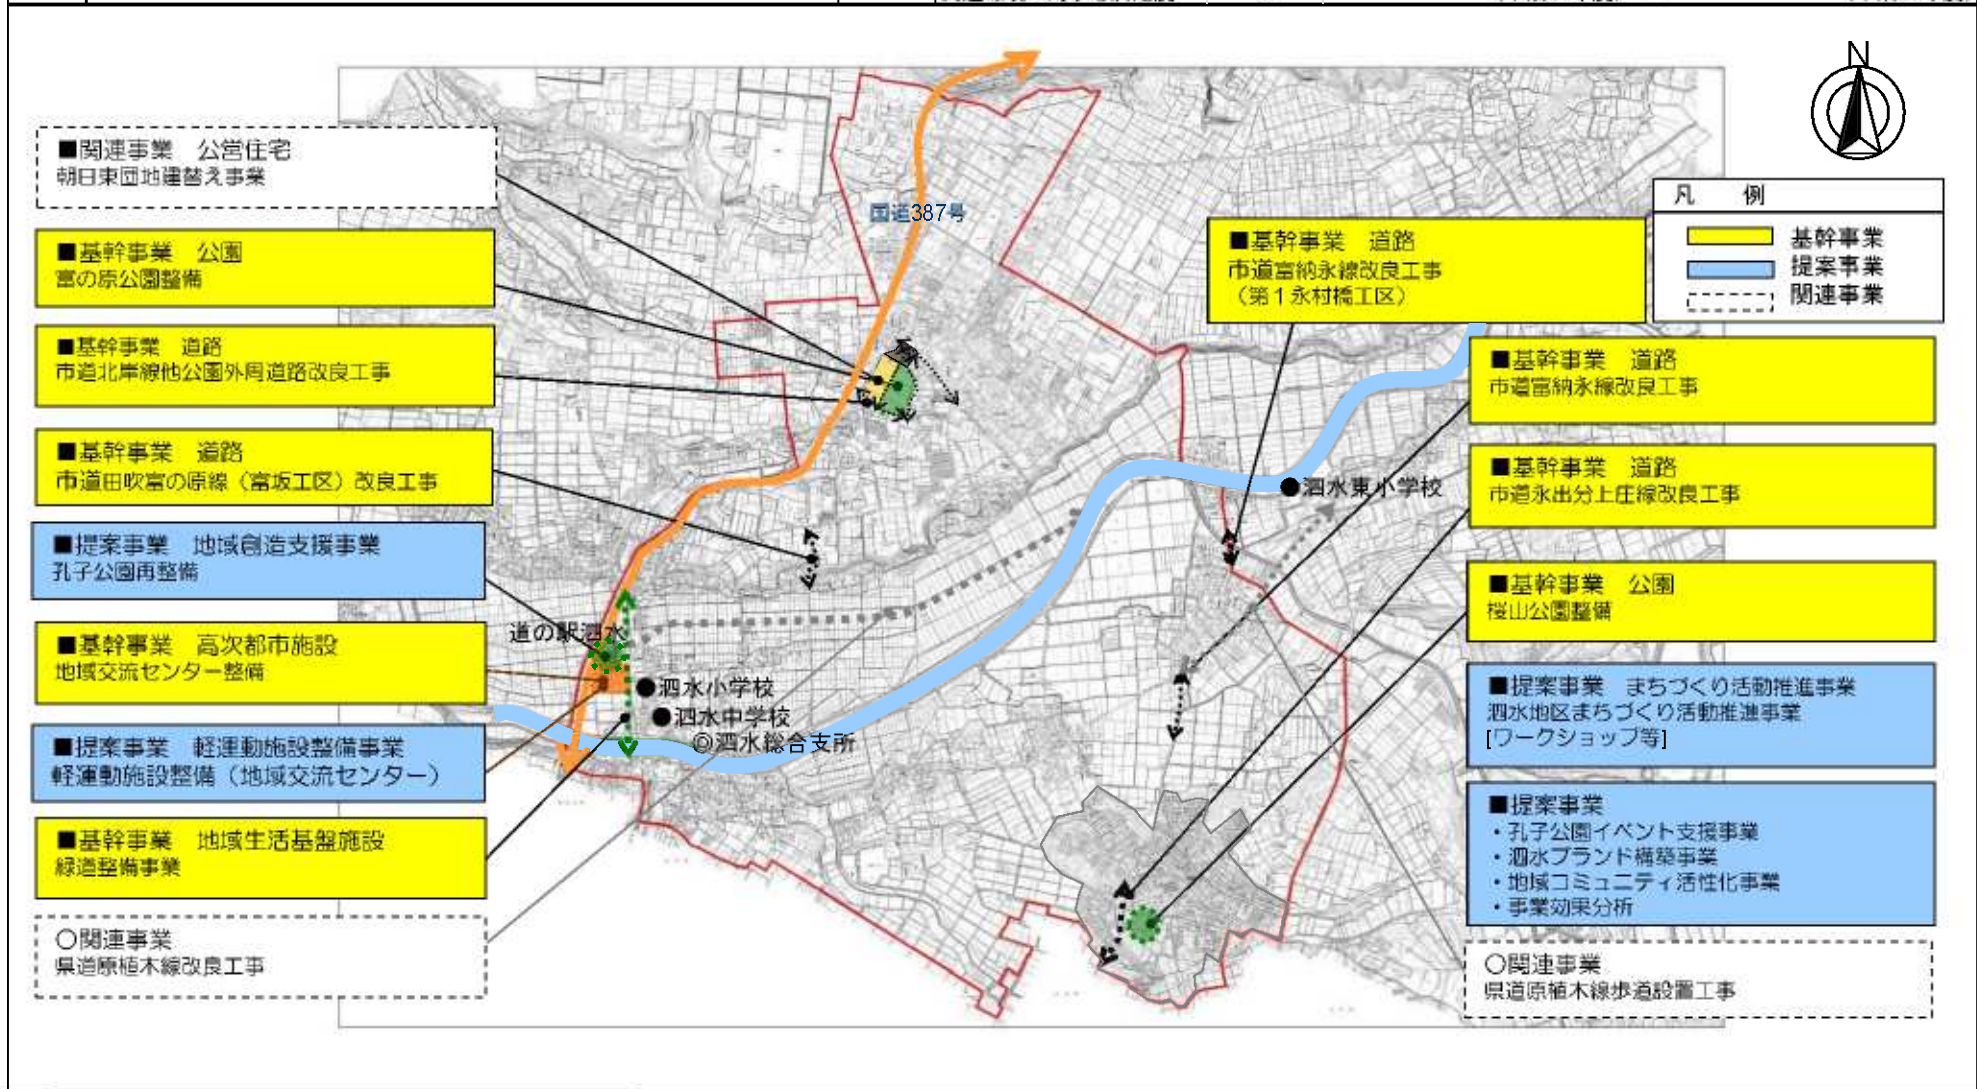 N
■関連事業　公営住宅
朝日東団地建替え事業
■基幹事業　公園
富の原公園整備
■基幹事業　道路
市道北岸線他公園外周道路改良工事
■基幹事業　道路
市道田吹富の原線（富坂工区）改良工事
■提案事業　地域創造支援事業
孔子公園再整備
■基幹事業　高次都市施設
地域交流センター整備
■提案事業　軽運動施設整備事業
軽運動施設整備（地域交流センター）
■基幹事業　地域生活基盤施設
緑道整備事業
○関連事業
県道原植木線改良工事
国道387号
道の駅泗水
●泗水小学校
●泗水中学校
◎泗水総合支所
●泗水東小学校
■基幹事業　道路
市道富納永線改良工事
（第１永村橋工区）
凡　例
基幹事業
提案事業
関連事業
■基幹事業　道路
市道富納永線改良工事
■基幹事業　道路
市道永出分上庄線改良工事
■基幹事業　公園
桜山公園整備
■提案事業　まちづくり活動推進事業
泗水地区まちづくり活動推進事業
[ワークショップ等]
■提案事業
・孔子公園イベント支援事業
・泗水ブランド構築事業
・地域コミュニティ活性化事業
・事業効果分析
○関連事業
県道原植木線歩道設置工事